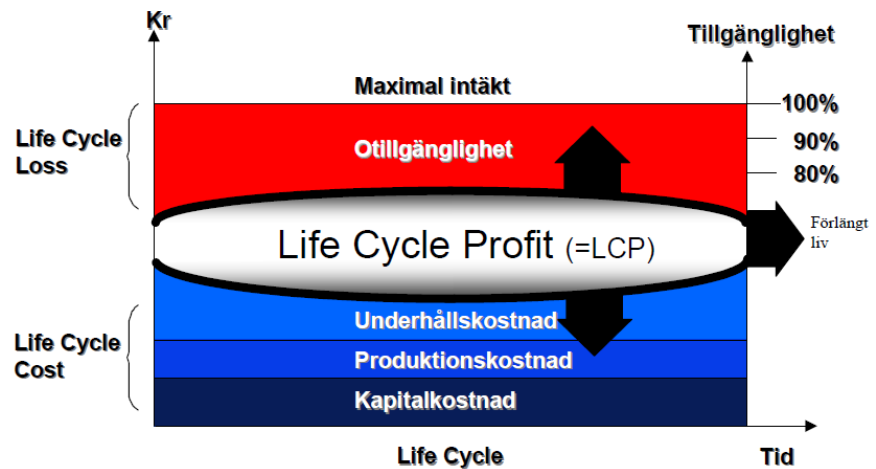 Kr
Tillgänglighet
Maximal intäkt
100%
Life Cycle
Loss
Otillgänglighet
90%
80%
Life Cycle Profit (=LCP)
Förlängt
liv
Underhållskostnad
Life Cycle
Cost
Produktionskostnad
Kapitalkostnad
Life Cycle
Tid